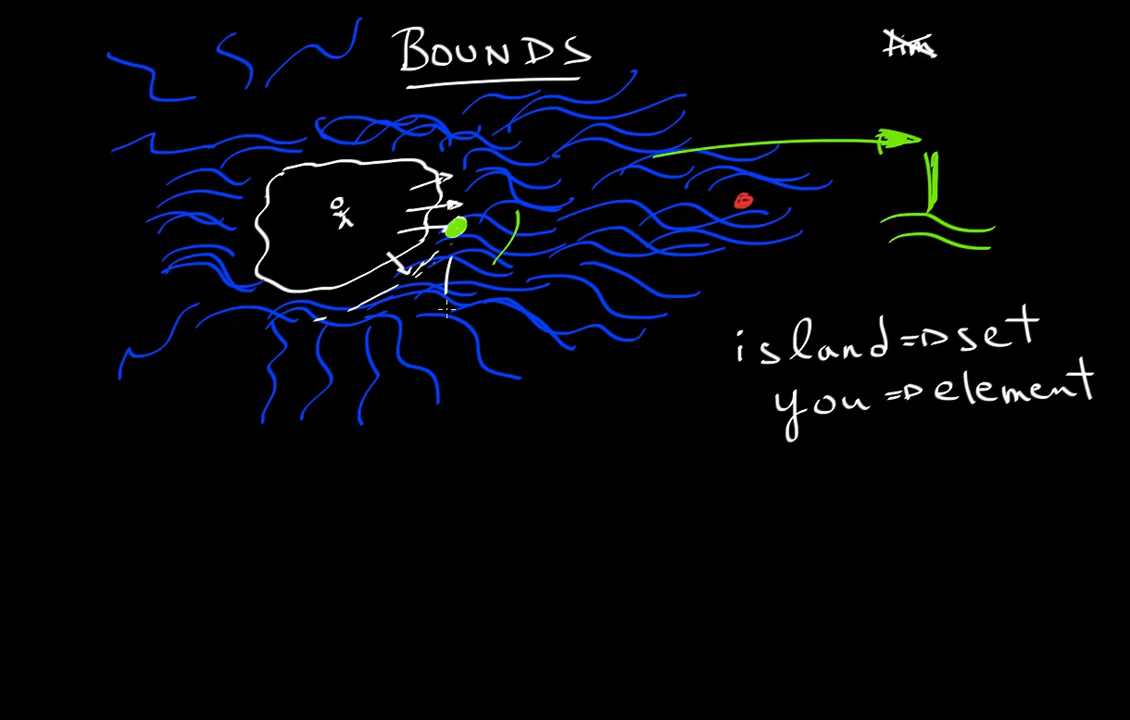 BOUNDS
island => set
you => element